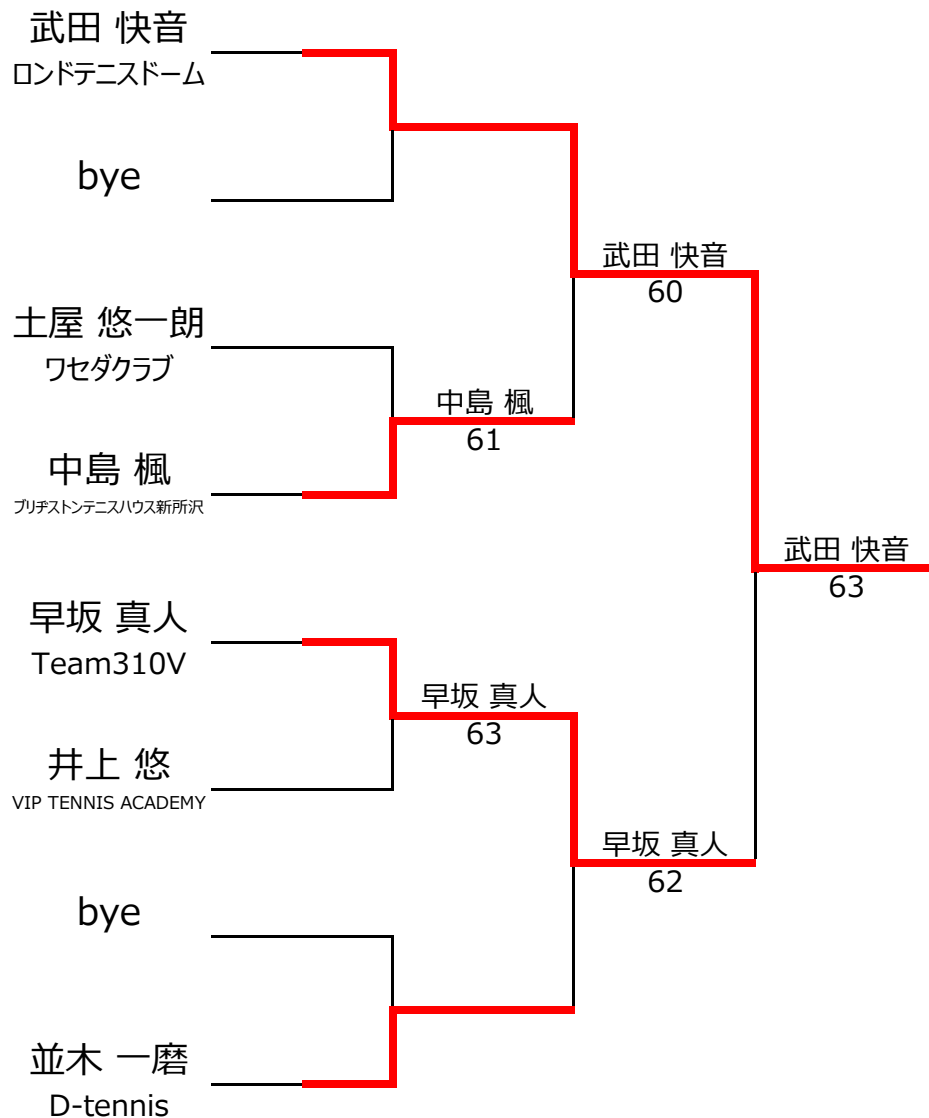 武田 快音
ロンドテニスドーム
bye
土屋 悠一朗
ワセダクラブ
中島 楓
ブリヂストンテニスハウス新所沢
早坂 真人
Team310V
井上 悠
VIP TENNIS ACADEMY
bye
並木 一磨
D-tennis
中島 楓
61
早坂 真人
63
武田 快音
60
早坂 真人
62
武田 快音
63